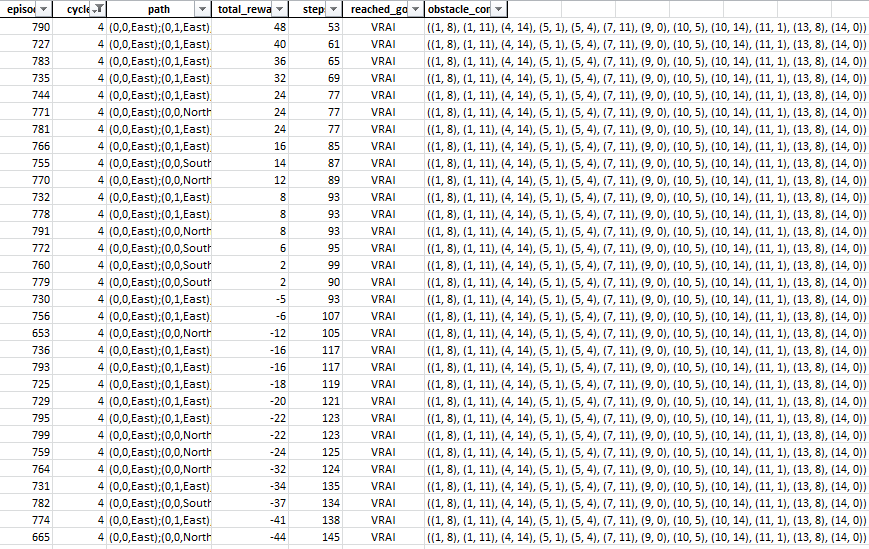 episo cycle path total_rewa step reached_go obstacle_cor
790 4 (0,0,East);(0,1,East), 48 53 VRAI ((1, 8), (1, 11), (4, 14), (5, 1), (5, 4), (7, 11), (9, 0), (10, 5), (10, 14), (11, 1), (13, 8), (14, 0))
727 4 (0,0,East);(0,1,East), 40 61 VRAI ((1, 8), (1, 11), (4, 14), (5, 1), (5, 4), (7, 11), (9, 0), (10, 5), (10, 14), (11, 1), (13, 8), (14, 0))
783 4 (0,0,East);(0,1,East), 36 65 VRAI ((1, 8), (1, 11), (4, 14), (5, 1), (5, 4), (7, 11), (9, 0), (10, 5), (10, 14), (11, 1), (13, 8), (14, 0))
735 4 (0,0,East);(0,1,East), 32 69 VRAI ((1, 8), (1, 11), (4, 14), (5, 1), (5, 4), (7, 11), (9, 0), (10, 5), (10, 14), (11, 1), (13, 8), (14, 0))
744 4 (0,0,East);(0,1,East), 24 77 VRAI ((1, 8), (1, 11), (4, 14), (5, 1), (5, 4), (7, 11), (9, 0), (10, 5), (10, 14), (11, 1), (13, 8), (14, 0))
771 4 (0,0,East);(0,0,North 24 77 VRAI ((1, 8), (1, 11), (4, 14), (5, 1), (5, 4), (7, 11), (9, 0), (10, 5), (10, 14), (11, 1), (13, 8), (14, 0))
781 4 (0,0,East);(0,1,East), 24 77 VRAI ((1, 8), (1, 11), (4, 14), (5, 1), (5, 4), (7, 11), (9, 0), (10, 5), (10, 14), (11, 1), (13, 8), (14, 0))
766 4 (0,0,East);(0,1,East), 16 85 VRAI ((1, 8), (1, 11), (4, 14), (5, 1), (5, 4), (7, 11), (9, 0), (10, 5), (10, 14), (11, 1), (13, 8), (14, 0))
755 4 (0,0,East);(0,0,South 14 87 VRAI ((1, 8), (1, 11), (4, 14), (5, 1), (5, 4), (7, 11), (9, 0), (10, 5), (10, 14), (11, 1), (13, 8), (14, 0))
770 4 (0,0,East);(0,0,North 12 89 VRAI ((1, 8), (1, 11), (4, 14), (5, 1), (5, 4), (7, 11), (9, 0), (10, 5), (10, 14), (11, 1), (13, 8), (14, 0))
732 4 (0,0,East);(0,1,East), 8 93 VRAI ((1, 8), (1, 11), (4, 14), (5, 1), (5, 4), (7, 11), (9, 0), (10, 5), (10, 14), (11, 1), (13, 8), (14, 0))
778 4 (0,0,East);(0,1,East), 8 93 VRAI ((1, 8), (1, 11), (4, 14), (5, 1), (5, 4), (7, 11), (9, 0), (10, 5), (10, 14), (11, 1), (13, 8), (14, 0))
791 4 (0,0,East);(0,0,North 8 93 VRAI ((1, 8), (1, 11), (4, 14), (5, 1), (5, 4), (7, 11), (9, 0), (10, 5), (10, 14), (11, 1), (13, 8), (14, 0))
772 4 (0,0,East);(0,0,South 6 95 VRAI ((1, 8), (1, 11), (4, 14), (5, 1), (5, 4), (7, 11), (9, 0), (10, 5), (10, 14), (11, 1), (13, 8), (14, 0))
760 4 (0,0,East);(0,0,South 2 99 VRAI ((1, 8), (1, 11), (4, 14), (5, 1), (5, 4), (7, 11), (9, 0), (10, 5), (10, 14), (11, 1), (13, 8), (14, 0))
779 4 (0,0,East);(0,0,South 2 90 VRAI ((1, 8), (1, 11), (4, 14), (5, 1), (5, 4), (7, 11), (9, 0), (10, 5), (10, 14), (11, 1), (13, 8), (14, 0))
730 4 (0,0,East);(0,1,East), -5 93 VRAI ((1, 8), (1, 11), (4, 14), (5, 1), (5, 4), (7, 11), (9, 0), (10, 5), (10, 14), (11, 1), (13, 8), (14, 0))
756 4 (0,0,East);(0,1,East), -6 107 VRAI ((1, 8), (1, 11), (4, 14), (5, 1), (5, 4), (7, 11), (9, 0), (10, 5), (10, 14), (11, 1), (13, 8), (14, 0))
653 4 (0,0,East);(0,0,North -12 105 VRAI ((1, 8), (1, 11), (4, 14), (5, 1), (5, 4), (7, 11), (9, 0), (10, 5), (10, 14), (11, 1), (13, 8), (14, 0))
736 4 (0,0,East);(0,1,East), -16 117 VRAI ((1, 8), (1, 11), (4, 14), (5, 1), (5, 4), (7, 11), (9, 0), (10, 5), (10, 14), (11, 1), (13, 8), (14, 0))
793 4 (0,0,East);(0,1,East), -16 117 VRAI ((1, 8), (1, 11), (4, 14), (5, 1), (5, 4), (7, 11), (9, 0), (10, 5), (10, 14), (11, 1), (13, 8), (14, 0))
725 4 (0,0,East);(0,1,East), -18 119 VRAI ((1, 8), (1, 11), (4, 14), (5, 1), (5, 4), (7, 11), (9, 0), (10, 5), (10, 14), (11, 1), (13, 8), (14, 0))
729 4 (0,0,East);(0,1,East), -20 121 VRAI ((1, 8), (1, 11), (4, 14), (5, 1), (5, 4), (7, 11), (9, 0), (10, 5), (10, 14), (11, 1), (13, 8), (14, 0))
795 4 (0,0,East);(0,1,East), -22 123 VRAI ((1, 8), (1, 11), (4, 14), (5, 1), (5, 4), (7, 11), (9, 0), (10, 5), (10, 14), (11, 1), (13, 8), (14, 0))
799 4 (0,0,East);(0,0,North -22 123 VRAI ((1, 8), (1, 11), (4, 14), (5, 1), (5, 4), (7, 11), (9, 0), (10, 5), (10, 14), (11, 1), (13, 8), (14, 0))
759 4 (0,0,East);(0,0,North -24 125 VRAI ((1, 8), (1, 11), (4, 14), (5, 1), (5, 4), (7, 11), (9, 0), (10, 5), (10, 14), (11, 1), (13, 8), (14, 0))
764 4 (0,0,East);(0,0,North -32 124 VRAI ((1, 8), (1, 11), (4, 14), (5, 1), (5, 4), (7, 11), (9, 0), (10, 5), (10, 14), (11, 1), (13, 8), (14, 0))
731 4 (0,0,East);(0,1,East), -34 135 VRAI ((1, 8), (1, 11), (4, 14), (5, 1), (5, 4), (7, 11), (9, 0), (10, 5), (10, 14), (11, 1), (13, 8), (14, 0))
782 4 (0,0,East);(0,0,South -37 134 VRAI ((1, 8), (1, 11), (4, 14), (5, 1), (5, 4), (7, 11), (9, 0), (10, 5), (10, 14), (11, 1), (13, 8), (14, 0))
774 4 (0,0,East);(0,1,East), -41 138 VRAI ((1, 8), (1, 11), (4, 14), (5, 1), (5, 4), (7, 11), (9, 0), (10, 5), (10, 14), (11, 1), (13, 8), (14, 0))
665 4 (0,0,East);(0,0,North -44 145 VRAI ((1, 8), (1, 11), (4, 14), (5, 1), (5, 4), (7, 11), (9, 0), (10, 5), (10, 14), (11, 1), (13, 8), (14, 0))